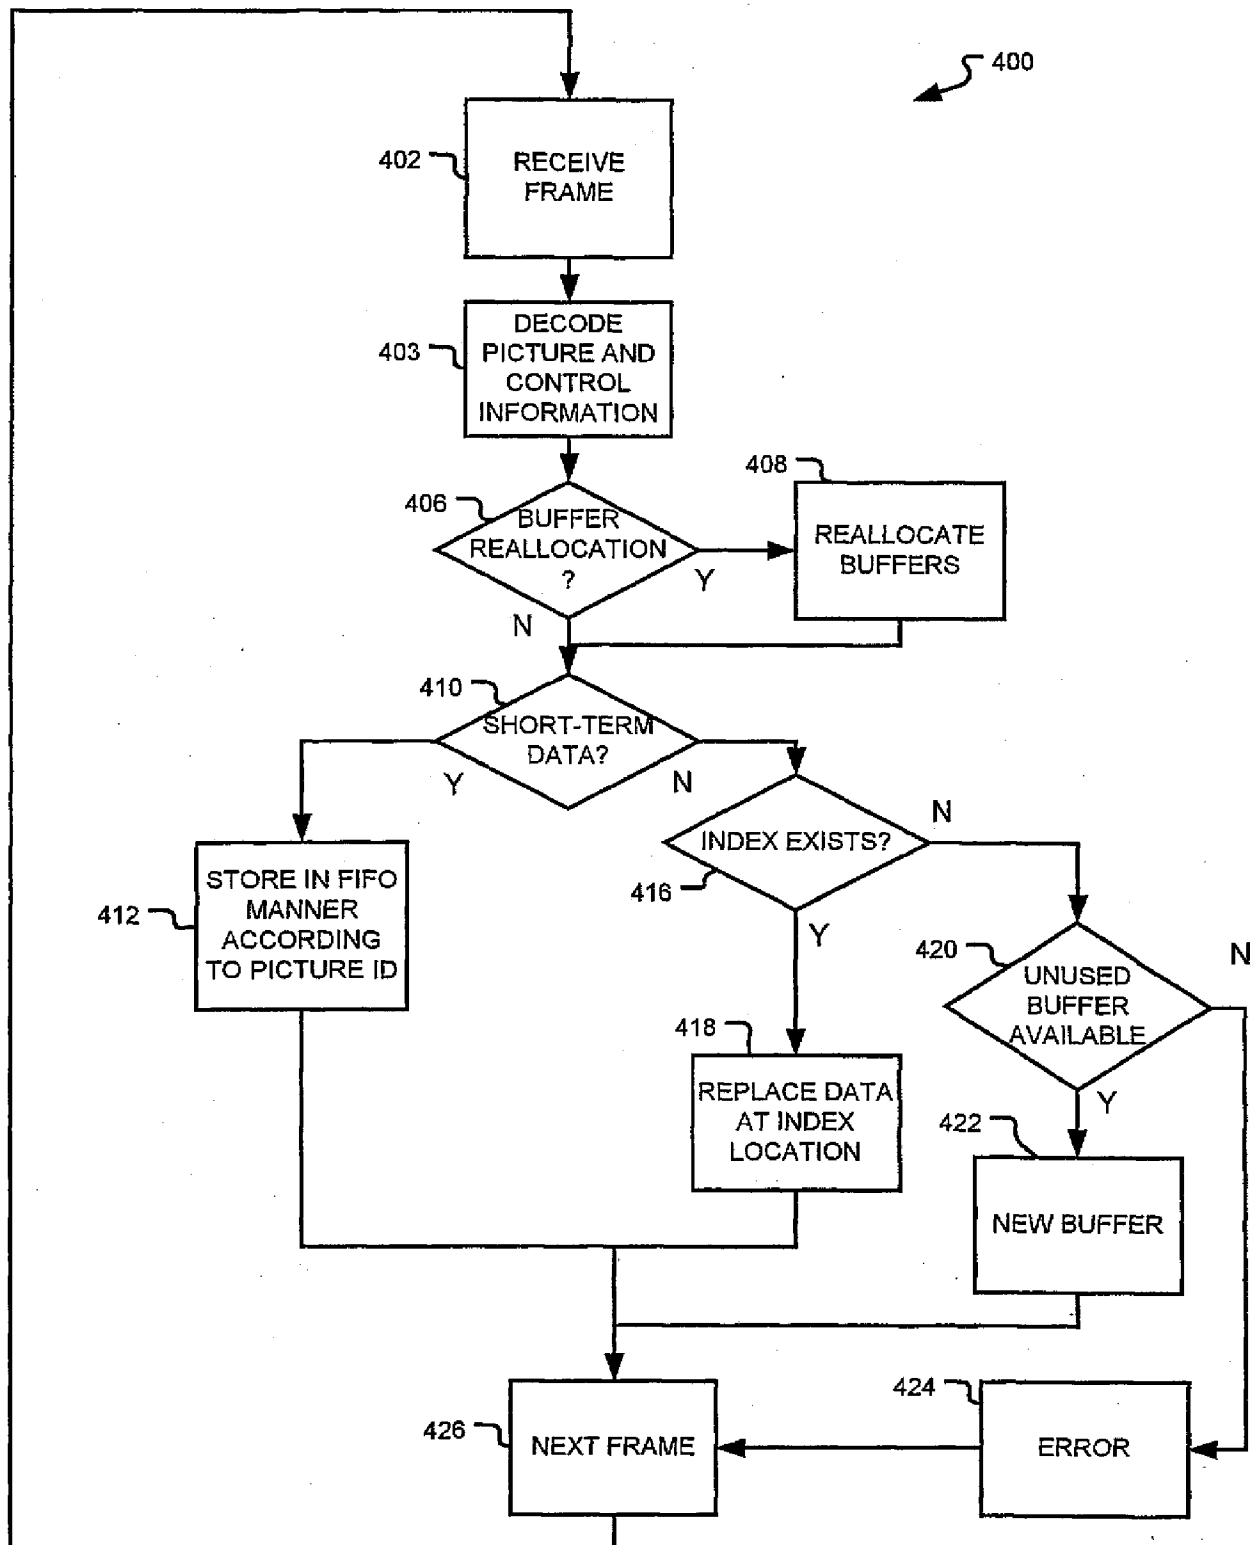 400
402
RECEIVE
FRAME
403
DECODE
PICTURE AND
CONTROL
INFORMATION
406
BUFFER
REALLOCATION
?
Y
N
408
REALLOCATE
BUFFERS
410
SHORT-TERM
DATA?
Y
N
412
STORE IN FIFO
MANNER
ACCORDING
TO PICTURE ID
INDEX EXISTS?
416
N
Y
420
UNUSED
BUFFER
AVAILABLE
N
Y
418
REPLACE DATA
AT INDEX
LOCATION
422
NEW BUFFER
424
ERROR
426
NEXT FRAME